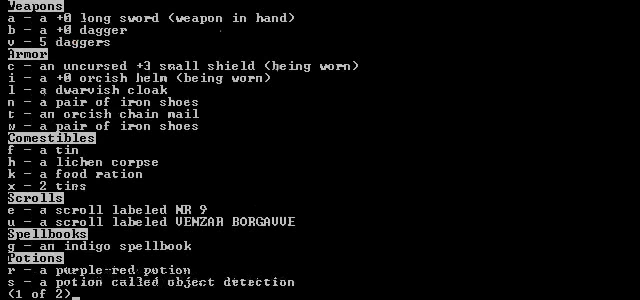 Weapons
a - a +0 long sword (weapon in hand)
b - a +0 dagger
v - 5 daggers
Armor
c - an uncursed +3 small shield (being worn)
i - a +0 orcish helm (being worn)
l - a dwarvish cloak
n - a pair of iron shoes
t - an orcish chain mail
w - a pair of iron shoes
Comestibles
f - a tin
h - a lichen corpse
k - a food ration
x - 2 tins
Scrolls
e - a scroll labeled NR 9
u - a scroll labeled VENZAR BORGAVVE
Spellbooks
g - an indigo spellbook
Potions
r - a purple-red potion
s - a potion called object detection
(1 of 2)